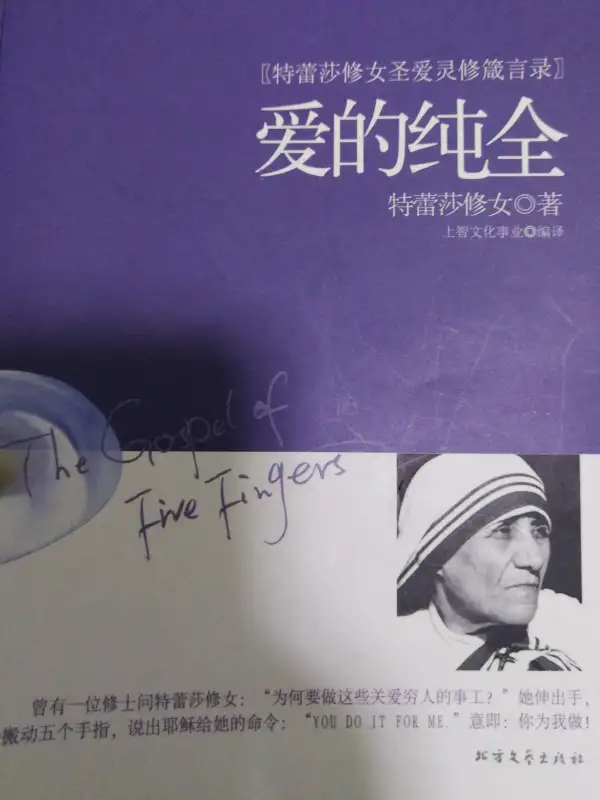 〖特蕾莎修女圣爱灵修箴言录〗
爱的纯全
特蕾莎修女◎著
上智文化事业◎编译
The Gospel of
Five Fingers
曾有一位修士问特蕾莎修女：“为何要做这些关爱穷人的事工？”她伸出手，
搬动五个手指，说出耶稣给她的命令：“YOU DO IT FOR ME.”意即：你为我做！
北方文艺出版社